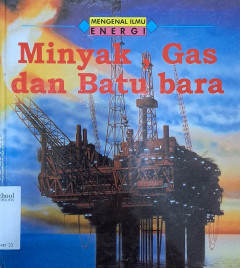 MENGENAL ILMU
ENERGI
Minyak Gas
dan Batu bara